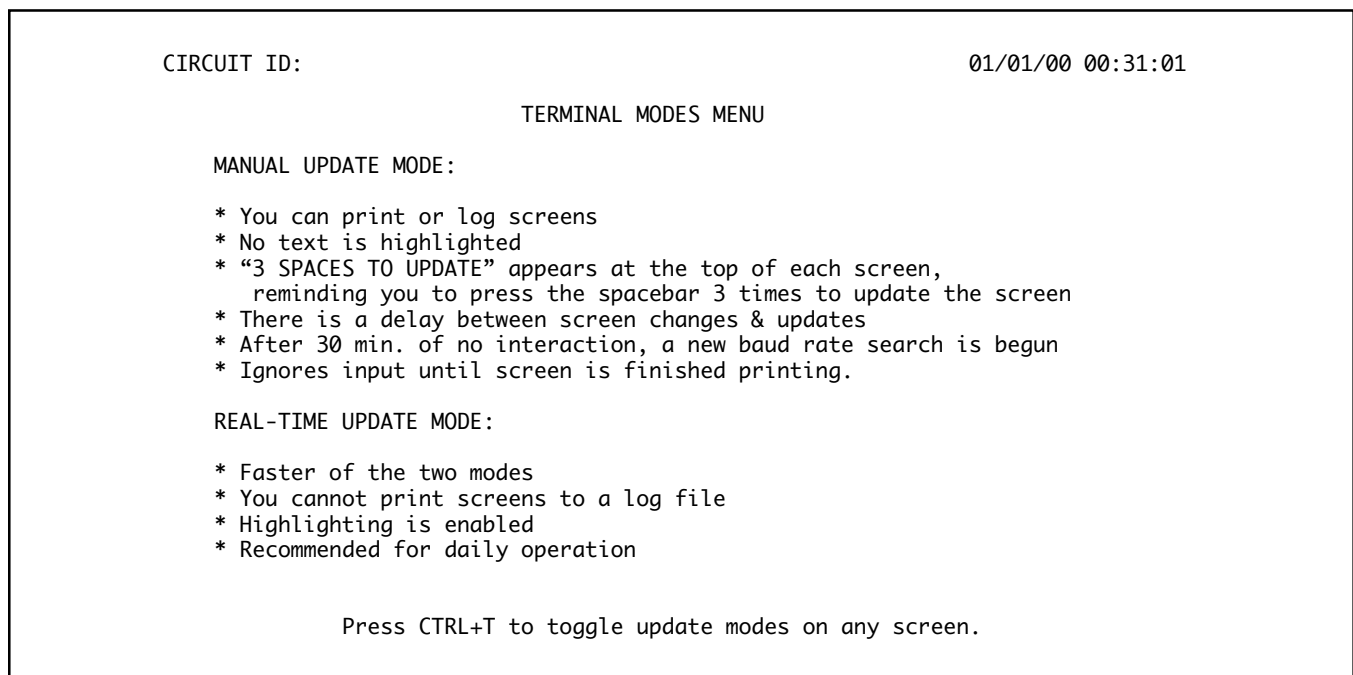 CIRCUIT ID: 01/01/00 00:31:01
TERMINAL MODES MENU
MANUAL UPDATE MODE:
* You can print or log screens
* No text is highlighted
* “3 SPACES TO UPDATE” appears at the top of each screen,
reminding you to press the spacebar 3 times to update the screen
* There is a delay between screen changes & updates
* After 30 min. of no interaction, a new baud rate search is begun
* Ignores input until screen is finished printing.
REAL-TIME UPDATE MODE:
* Faster of the two modes
* You cannot print screens to a log file
* Highlighting is enabled
* Recommended for daily operation
Press CTRL+T to toggle update modes on any screen.